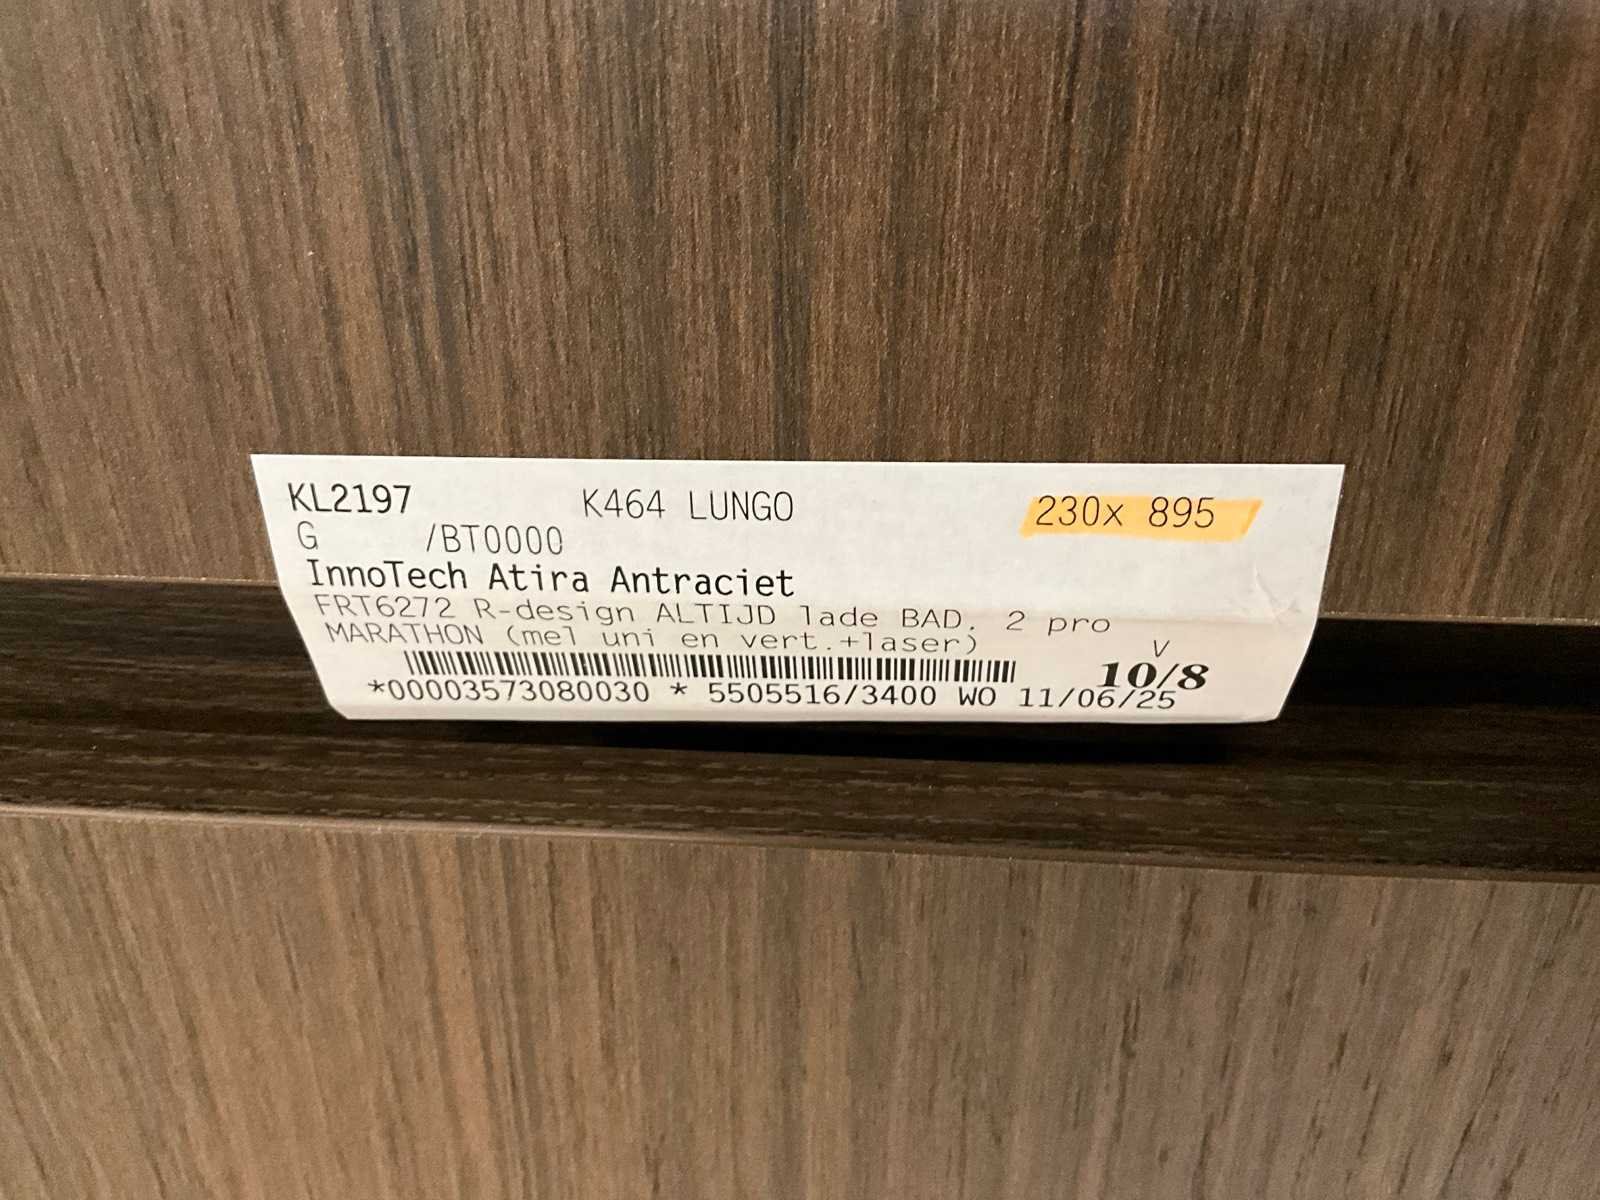 KL2197 K464 LUNGO 230x 895
G /BT0000
InnoTech Atira Antraciet
FRT6272 R-design ALTIJD lade BAD. 2 pro
MARATHON (mel uni en vert.+laser) V
10/8
*00003573080030 * 5505516/3400 WO 11/06/25